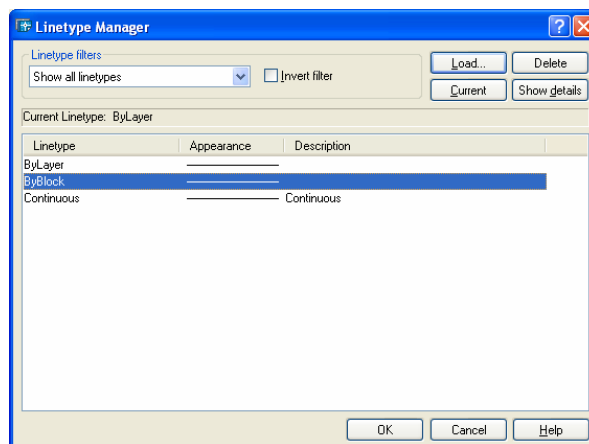 Linetype Manager
Linetype filters
Show all linetypes
Invert filter
Load...
Delete
Current
Show details
Current Linetype: ByLayer
Linetype Appearance Description
ByLayer
ByBlock
Continuous Continuous
OK Cancel Help